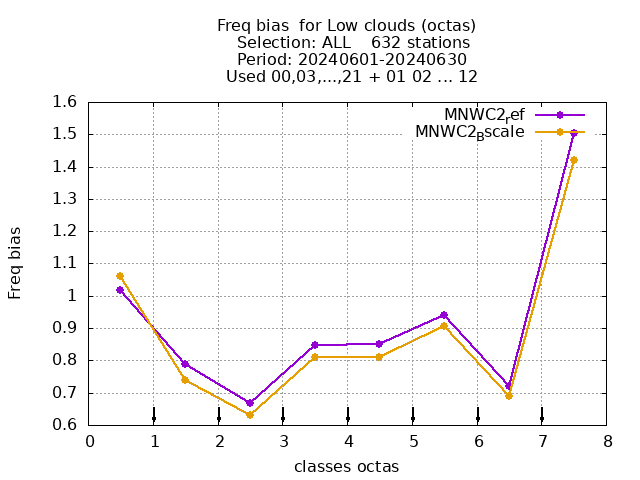 Freq bias  for Low clouds (octas)
Selection: ALL    632 stations
Period: 20240601-20240630
Used 00,03,...,21 + 01 02 ... 12
MNWC2ref
MNWC2Bscale
1.6
1.5
1.4
1.3
1.2
1.1
1
0.9
0.8
0.7
0.6
Freq bias
0 1 2 3 4 5 6 7 8
classes octas